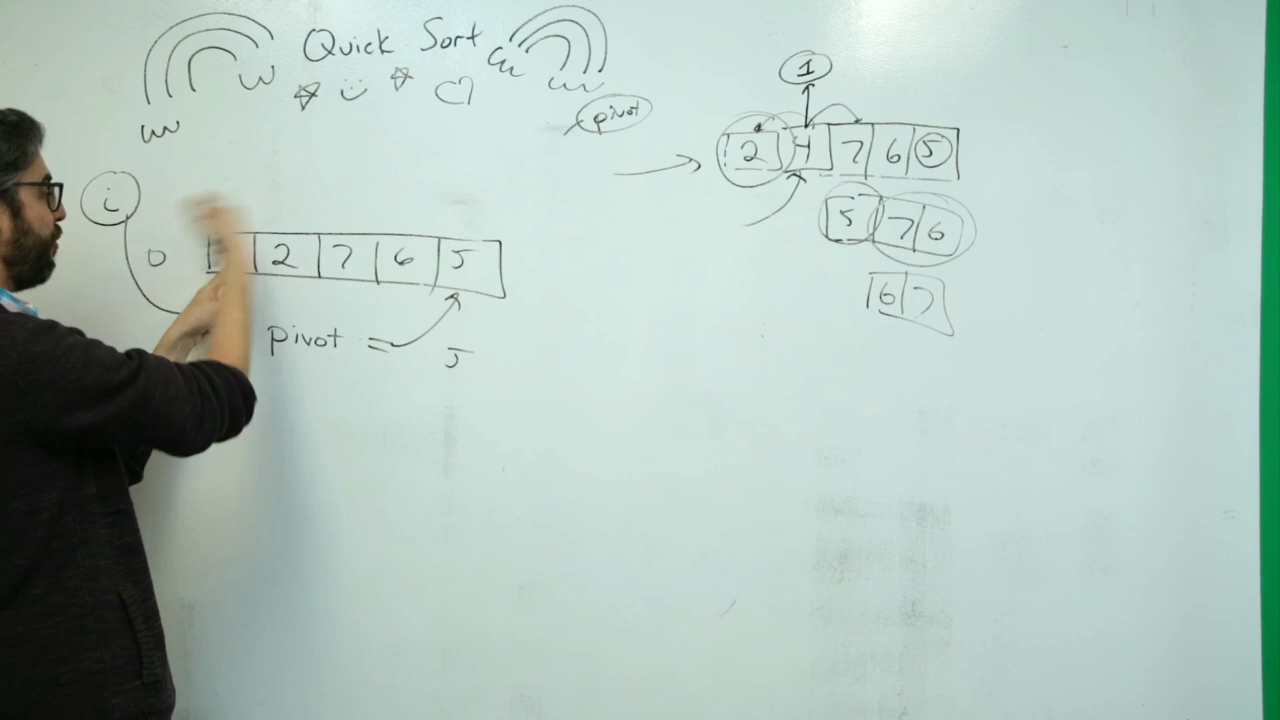 Quick Sort
pivot
1
2 4 7 6 5
5 7 6
6 7
i
0
2 7 6 5
pivot =
5